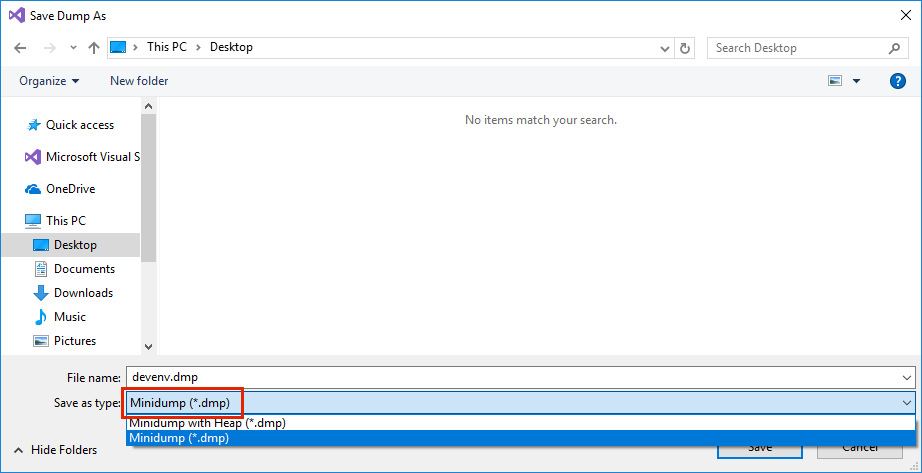 Save Dump As
This PC > Desktop
Search Desktop
Organize
New folder
?
No items match your search.
Quick access
Microsoft Visual S
OneDrive
This PC
Desktop
Documents
Downloads
Music
Pictures
File name: devenv.dmp
Save as type: Minidump (*.dmp)
Minidump with Heap (*.dmp)
Minidump (*.dmp)
Hide Folders
Save
Cancel